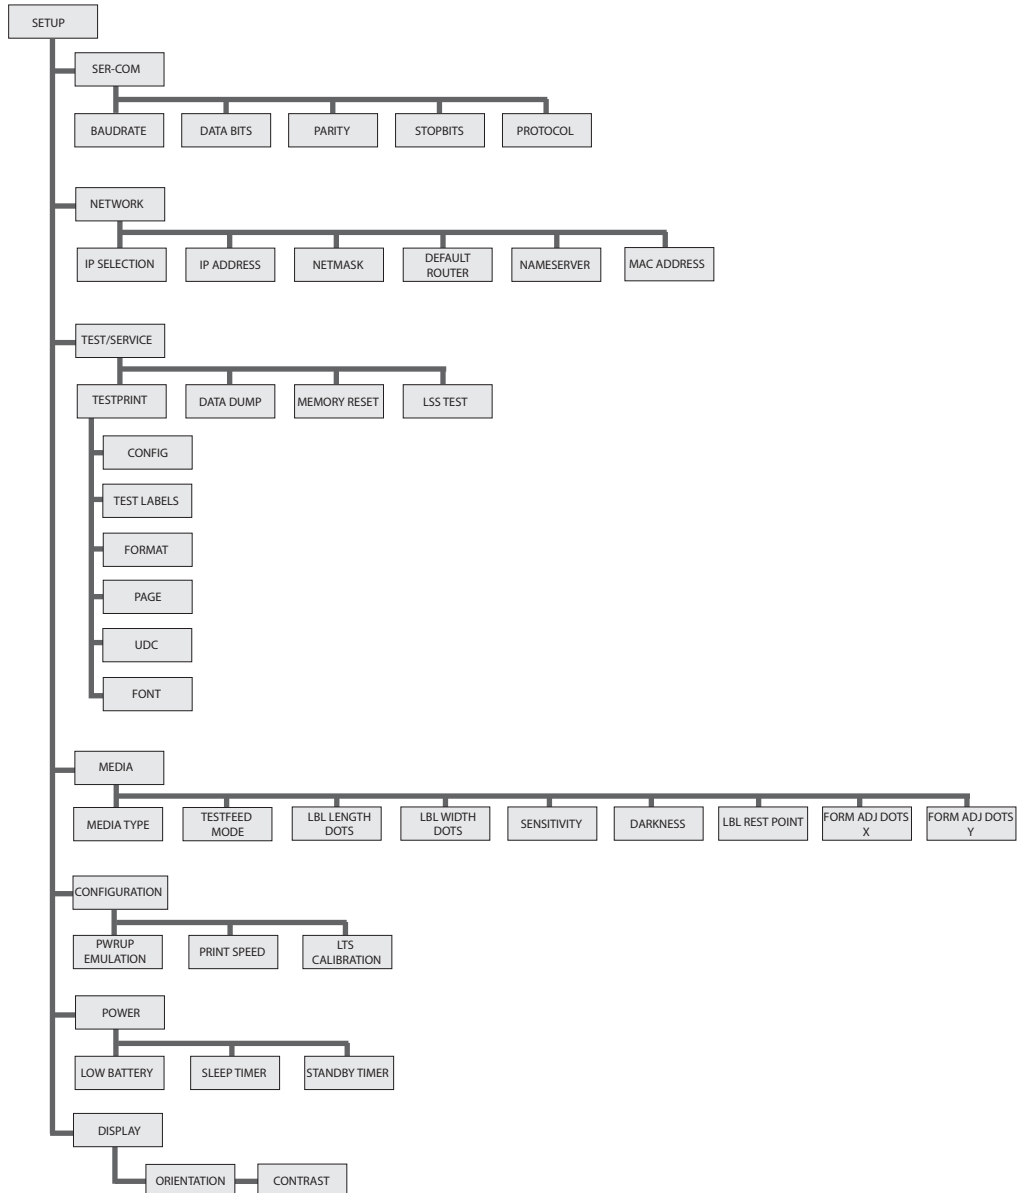 SETUP
SER-COM
BAUDRATE
DATA BITS
PARITY
STOPBITS
PROTOCOL
NETWORK
IP SELECTION
IP ADDRESS
NETMASK
DEFAULT
ROUTER
NAMESERVER
MAC ADDRESS
TEST/SERVICE
TESTPRINT
DATA DUMP
MEMORY RESET
LSS TEST
CONFIG
TEST LABELS
FORMAT
PAGE
UDC
FONT
MEDIA
MEDIA TYPE
TESTFEED
MODE
LBL LENGTH
DOTS
LBL WIDTH
DOTS
SENSITIVITY
DARKNESS
LBL REST POINT
FORM ADJ DOTS
X
FORM ADJ DOTS
Y
CONFIGURATION
PWRUP
EMULATION
PRINT SPEED
LTS
CALIBRATION
POWER
LOW BATTERY
SLEEP TIMER
STANDBY TIMER
DISPLAY
ORIENTATION
CONTRAST